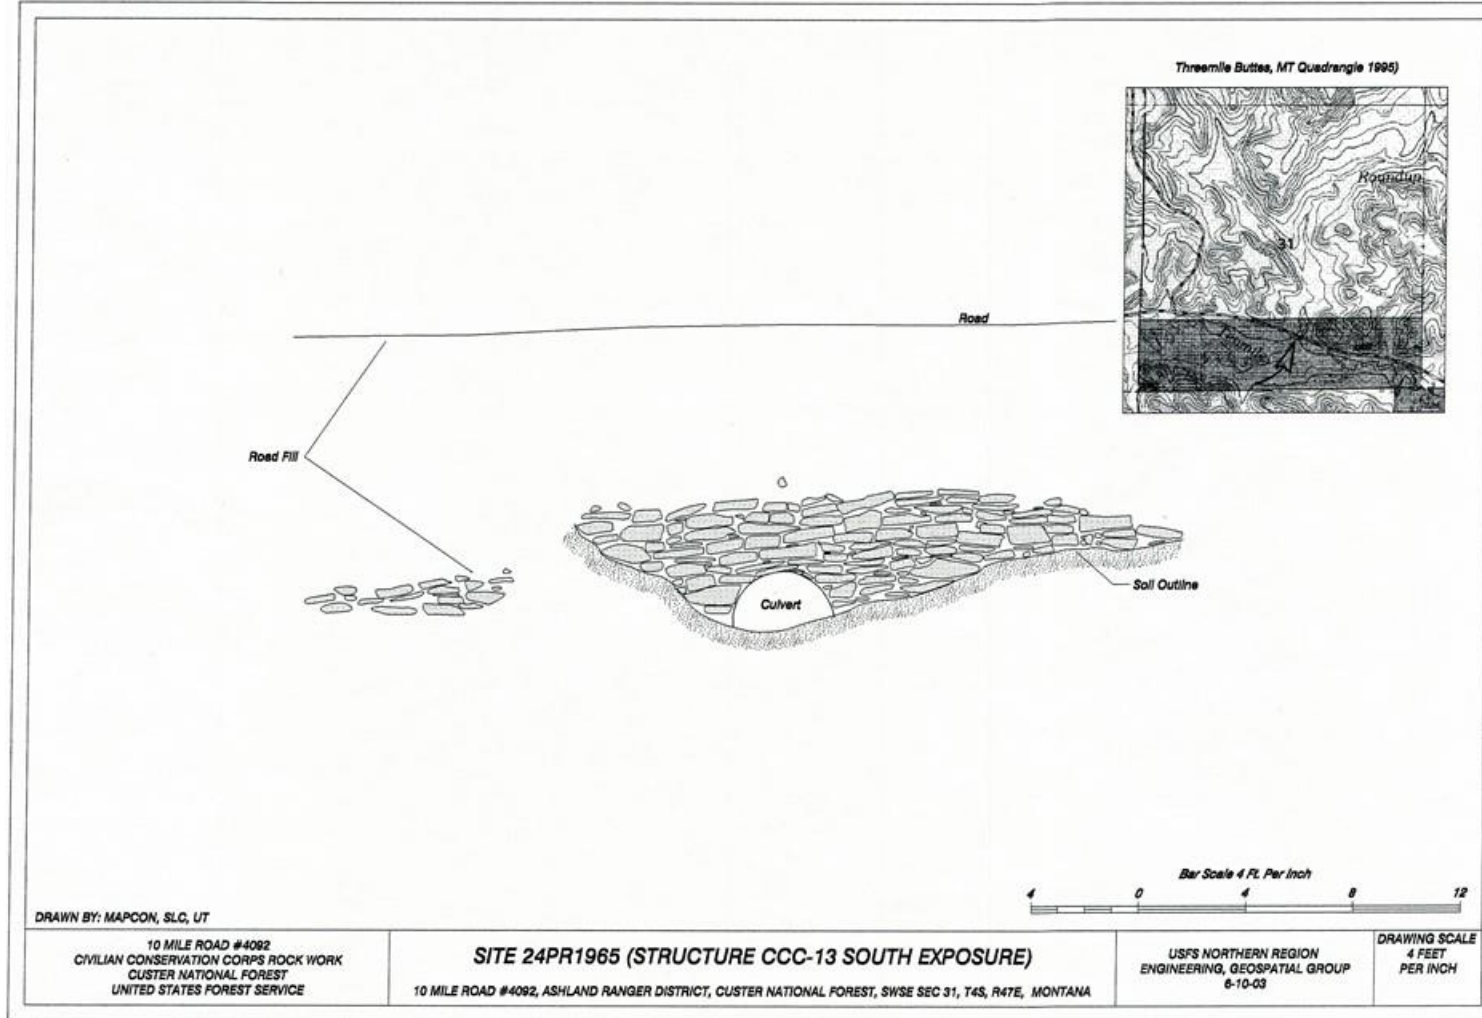 Threemile Buttes, MT Quadrangle 1995)
Roundup
31
Road
Road Fill
Soil Outline
Culvert
Bar Scale 4 Ft. Per Inch
4 0 4 8 12
DRAWN BY: MAPCON, SLC, UT
10 MILE ROAD #4092
CIVILIAN CONSERVATION CORPS ROCK WORK
CUSTER NATIONAL FOREST
UNITED STATES FOREST SERVICE
SITE 24PR1965 (STRUCTURE CCC-13 SOUTH EXPOSURE)
10 MILE ROAD #4092, ASHLAND RANGER DISTRICT, CUSTER NATIONAL FOREST, SWSE SEC 31, T4S, R47E, MONTANA
USFS NORTHERN REGION
ENGINEERING, GEOSPATIAL GROUP
6-10-03
DRAWING SCALE
4 FEET
PER INCH